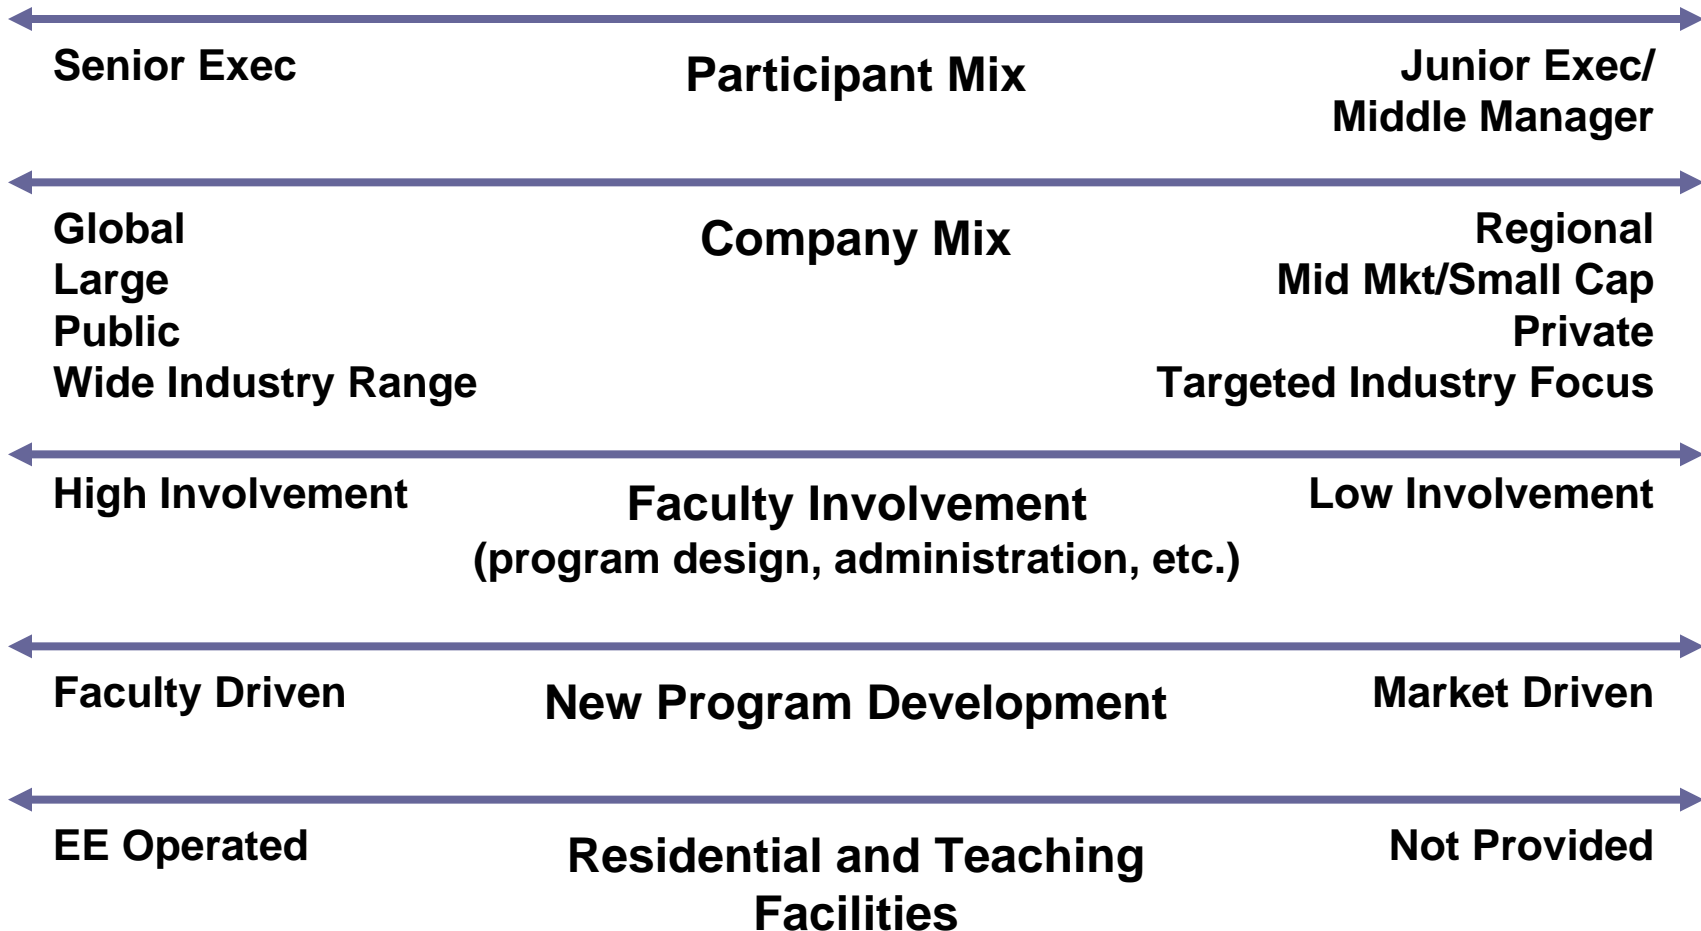 Senior Exec
Participant Mix
Junior Exec/
Middle Manager
Global
Large
Public
Wide Industry Range
Company Mix
Regional
Mid Mkt/Small Cap
Private
Targeted Industry Focus
High Involvement
Faculty Involvement
(program design, administration, etc.)
Low Involvement
Faculty Driven
New Program Development
Market Driven
EE Operated
Residential and Teaching
Facilities
Not Provided